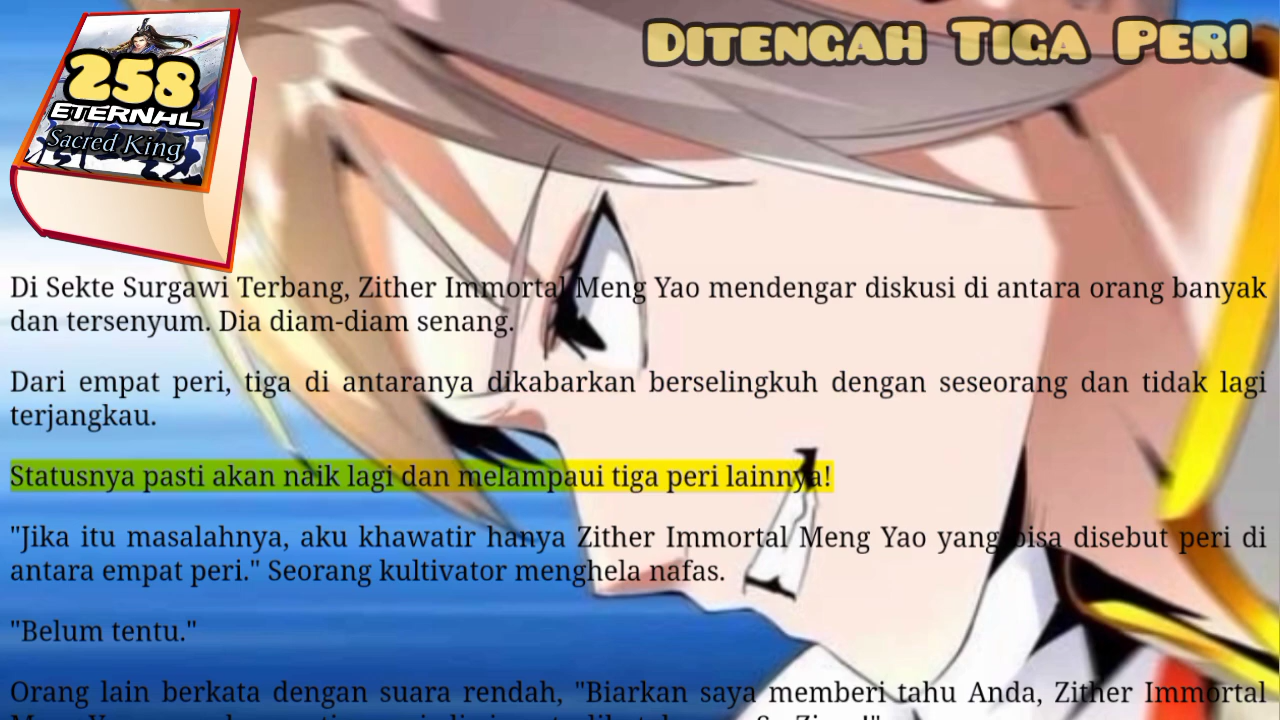 258
ETERNAL
Sacred King
Ditengah Tiga Peri
Di Sekte Surgawi Terbang, Zither Immortal Meng Yao mendengar diskusi di antara orang banyak
dan tersenyum. Dia diam-diam senang.
Dari empat peri, tiga di antaranya dikabarkan berselingkuh dengan seseorang dan tidak lagi
terjangkau.
Statusnya pasti akan naik lagi dan melampaui tiga peri lainnya!
"Jika itu masalahnya, aku khawatir hanya Zither Immortal Meng Yao yang bisa disebut peri di
antara empat peri." Seorang kultivator menghela nafas.
"Belum tentu."
Orang lain berkata dengan suara rendah, "Biarkan saya memberi tahu Anda, Zither Immortal